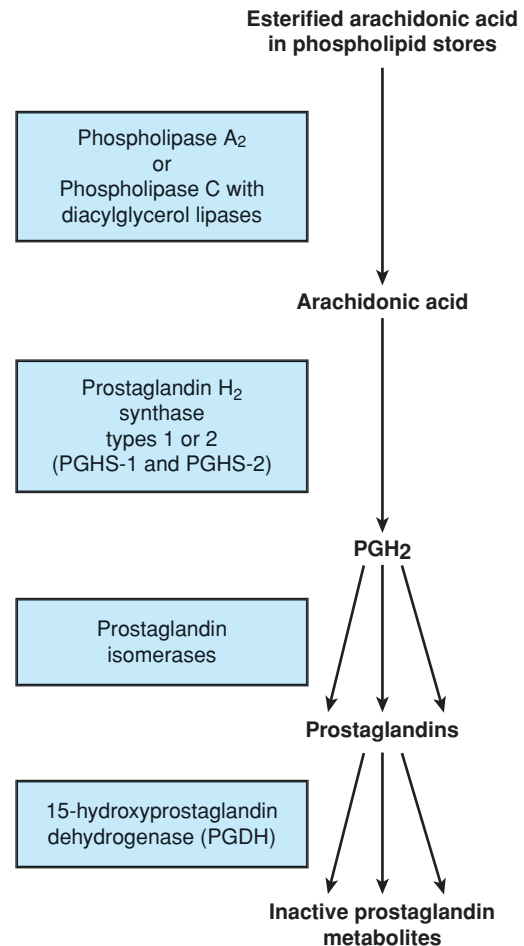 Esterified arachidonic acid
in phospholipid stores
Phospholipase A₂
or
Phospholipase C with
diacylglycerol lipases
Arachidonic acid
Prostaglandin H₂
synthase
types 1 or 2
(PGHS-1 and PGHS-2)
PGH₂
Prostaglandin
isomerases
Prostaglandins
15-hydroxyprostaglandin
dehydrogenase (PGDH)
Inactive prostaglandin
metabolites